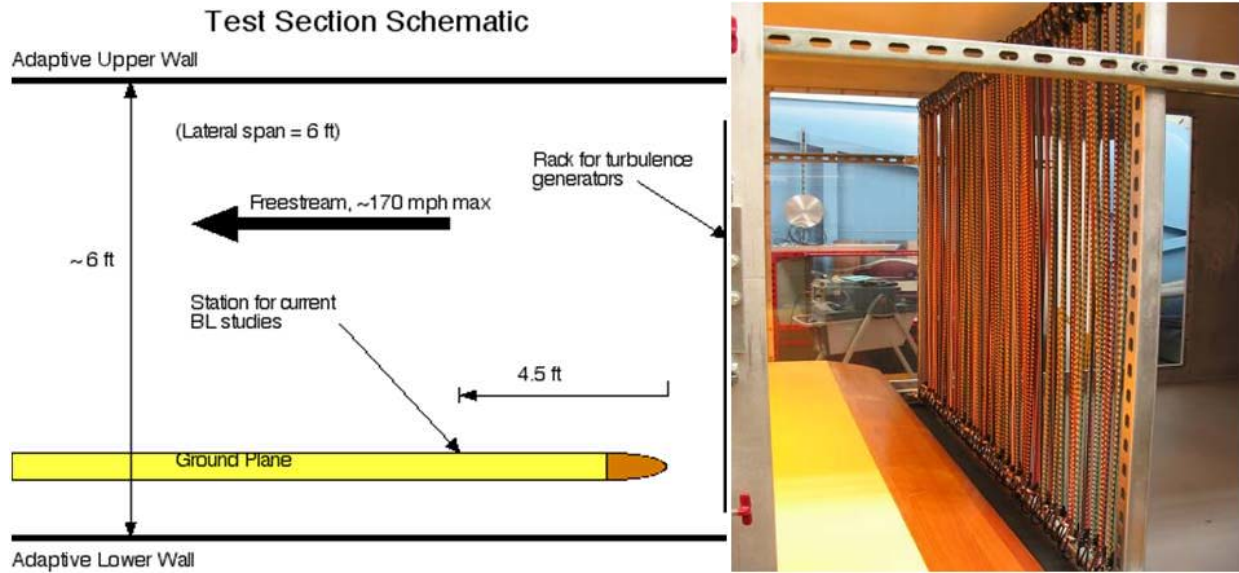 Test Section Schematic
Adaptive Upper Wall
(Lateral span = 6 ft)
Rack for turbulence
generators
Freestream, ~170 mph max
~ 6 ft
Station for current
BL studies
4.5 ft
Ground Plane
Adaptive Lower Wall